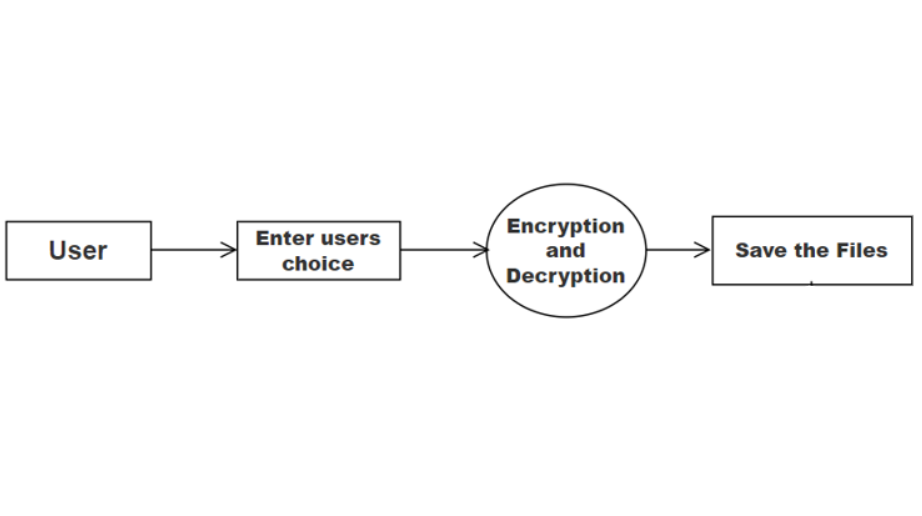 User
Enter users
choice
Encryption
and
Decryption
Save the Files